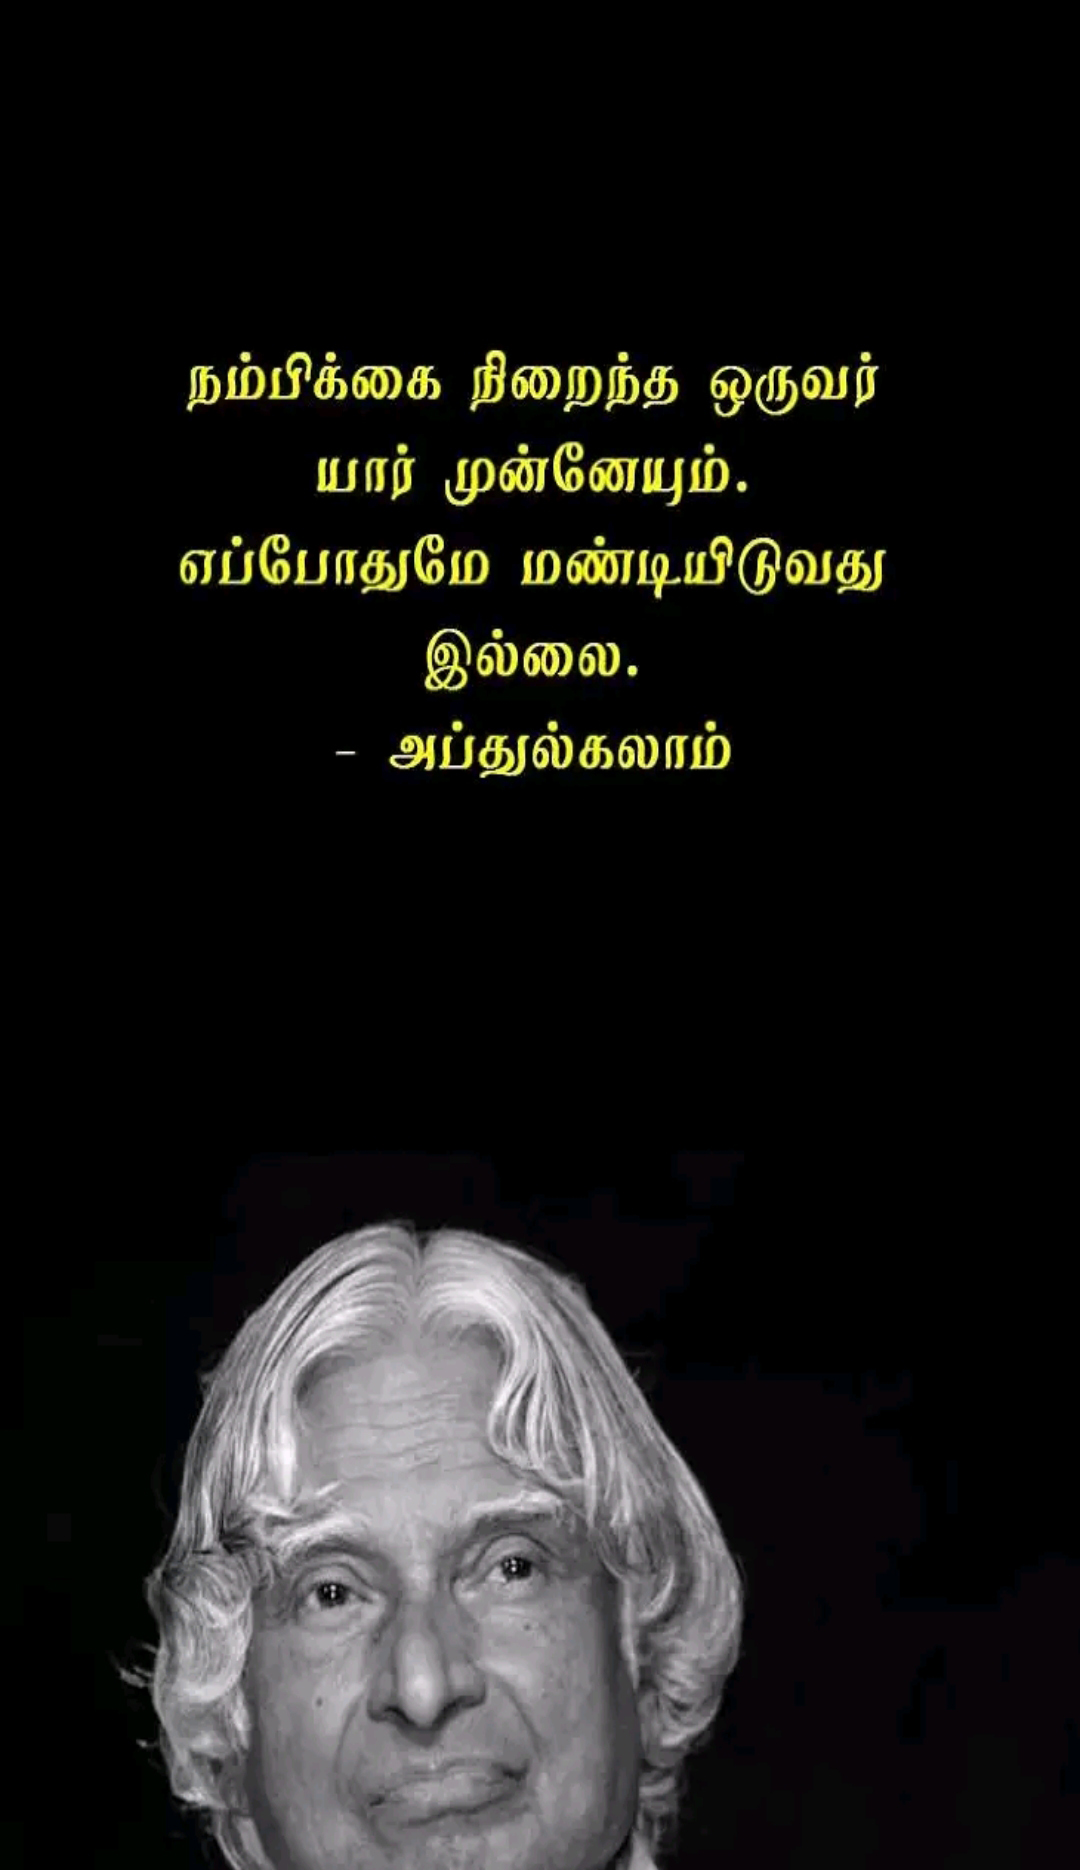 நம்பிக்கை நிறைந்த ஒருவர்
யார் முன்னேயும்.
எப்போதுமே மண்டியிடுவது
இல்லை.
- அப்துல்கலாம்